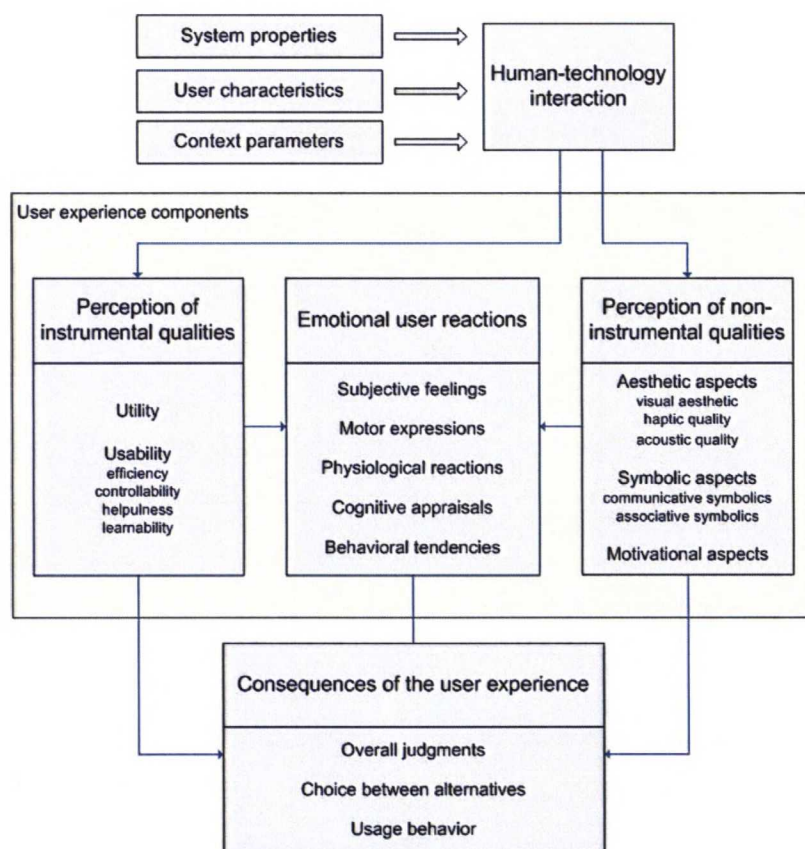 System properties
User characteristics
Context parameters
Human-technology
interaction
User experience components
Perception of
instrumental qualities
Utility
Usability
efficiency
controllability
helpulness
learnability
Emotional user reactions
Subjective feelings
Motor expressions
Physiological reactions
Cognitive appraisals
Behavioral tendencies
Perception of non-
instrumental qualities
Aesthetic aspects
visual aesthetic
haptic quality
acoustic quality
Symbolic aspects
communicative symbolics
associative symbolics
Motivational aspects
Consequences of the user experience
Overall judgments
Choice between alternatives
Usage behavior